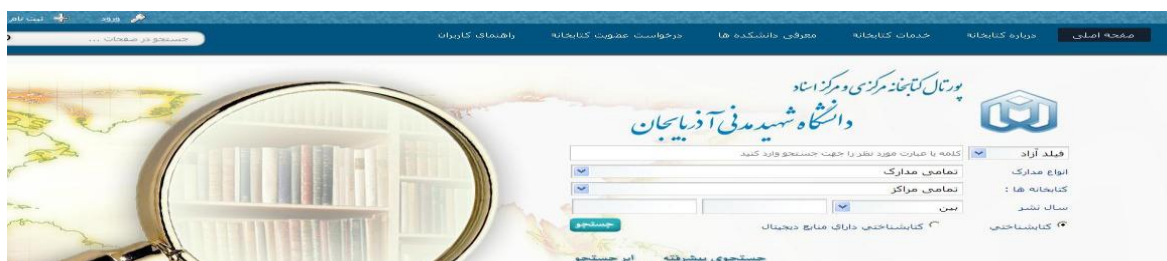 ورود ثبت نام
صفحه اصلی درباره کتابخانه خدمات کتابخانه معرفی دانشکده ها درخواست عضویت کتابخانه راهنمای کاربران
جستجو در صفحات ...
پورتال کتابخانه مرکزی و مرکز اسناد
دانشگاه شهید مدنی آذربایجان
فیلد آزاد کلمه یا عبارت مورد نظر را جهت جستجو وارد کنید
انواع مدارک تمامی مدارک
کتابخانه ها : تمامی مراکز
سال نشر بین
کتابشناختی کتابشناختی دارای منابع دیجیتال جستجو
جستجوی پیشرفته ابر جستجو